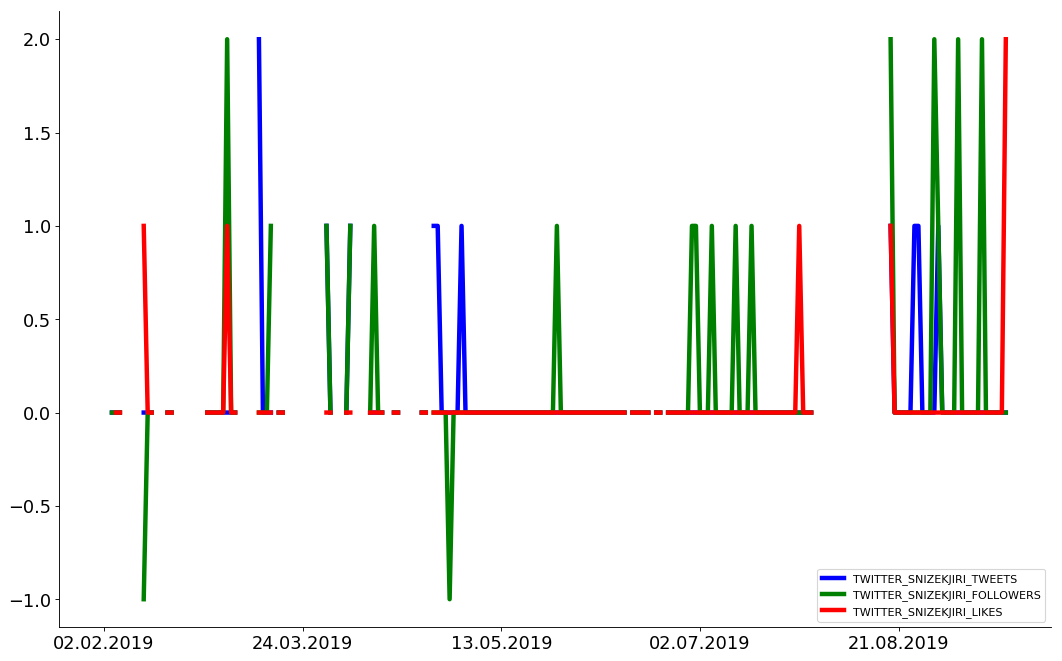 2.0
1.5
1.0
0.5
0.0
−0.5
−1.0
02.02.2019 24.03.2019 13.05.2019 02.07.2019 21.08.2019
TWITTER_SNIZEKJIRI_TWEETS
TWITTER_SNIZEKJIRI_FOLLOWERS
TWITTER_SNIZEKJIRI_LIKES